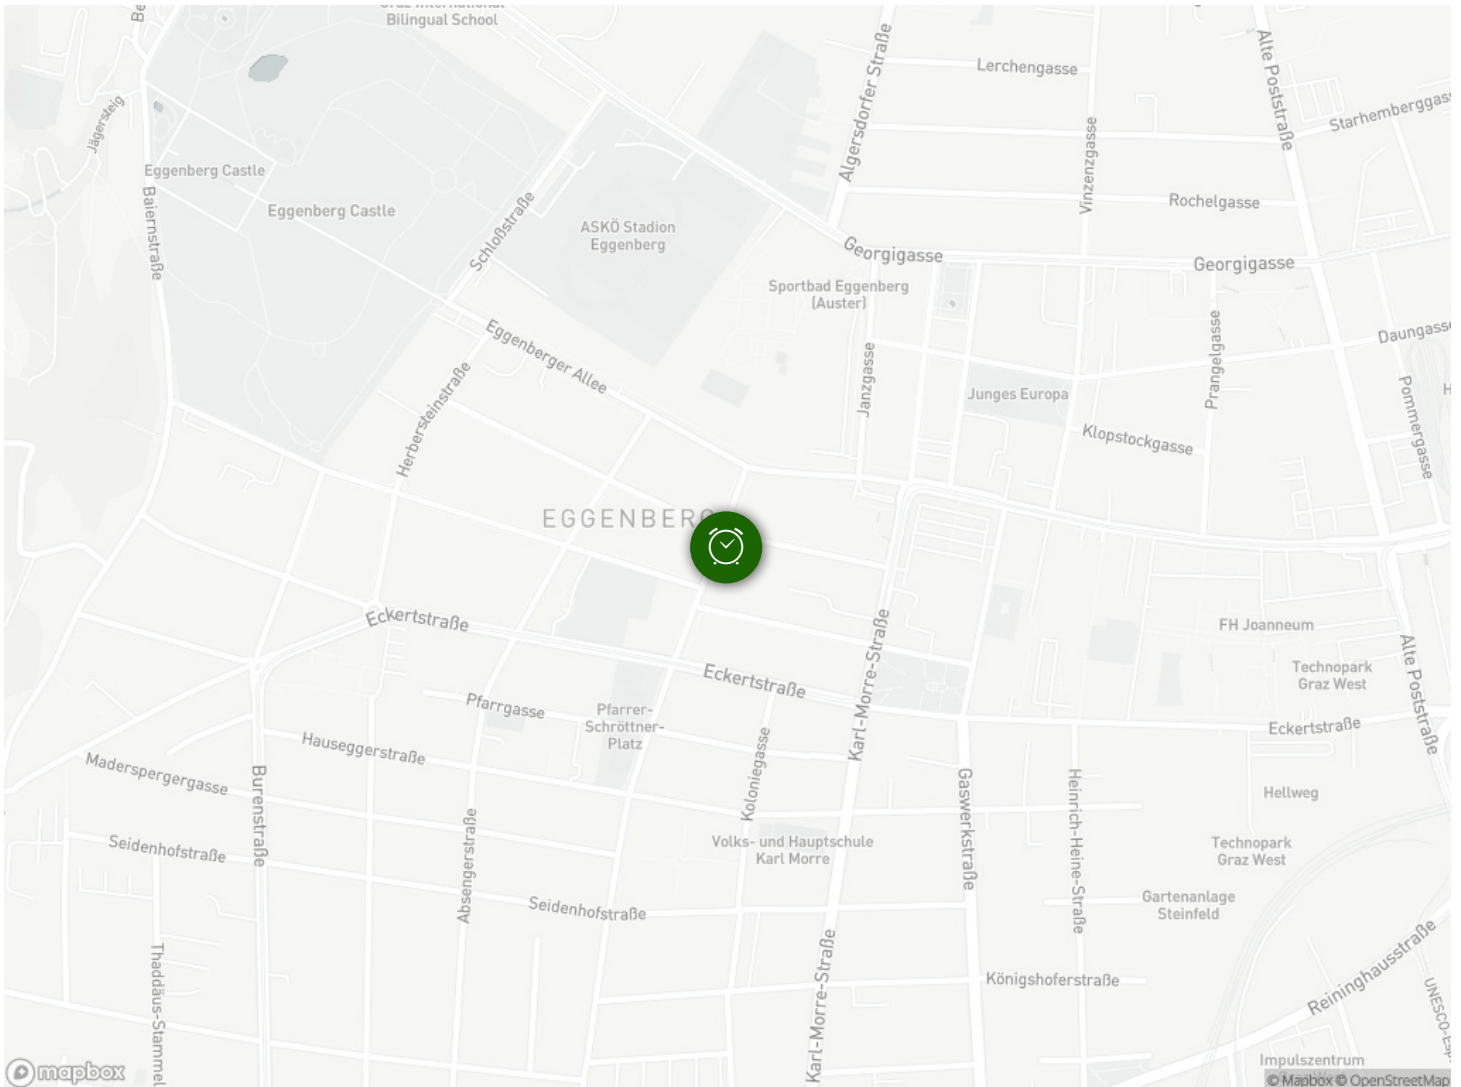 Bilingual School
Lerchengasse
Algersdorfer Straße
Alte Poststraße
Starhemberggass
Jägersteig
Vinzenzgasse
Eggenberg Castle
Baiernstraße
Eggenberg Castle
Schloßstraße
ASKÖ Stadion
Eggenberg
Rochelgasse
Georgigasse
Georgigasse
Sportbad Eggenberg
(Auster)
Eggenberger Allee
Herbersteinstraße
Janzgasse
Prangelgasse
Daungasse
Junges Europa
Pommergasse
Klopstockgasse
EGGENBERG
Eckertstraße
Karl-Morre-Straße
FH Joanneum
Technopark
Graz West
Alte Poststraße
Eckertstraße
Pfarrgasse
Pfarrer-
Schröttner-
Platz
Eckertstraße
Hauseggerstraße
Maderspergergasse
Burenstraße
Koloniegasse
Gaswerkstraße
Heinrich-Heine-Straße
Hellweg
Seidenhofstraße
Absengerstraße
Volks- und Hauptschule
Karl Morre
Technopark
Graz West
Seidenhofstraße
Gartenanlage
Steinfeld
Thaddäus-Stammel
Karl-Morre-Straße
Königshoferstraße
Reininghausstraße
Impulszentrum
mapbox
© Mapbox © OpenStreetMap